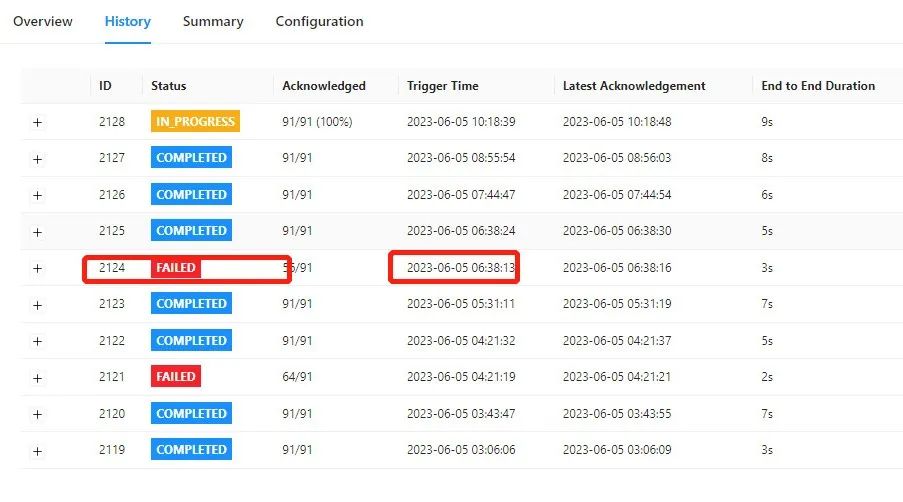 Overview History Summary Configuration
ID Status Acknowledged Trigger Time Latest Acknowledgement End to End Duration
+ 2128 IN_PROGRESS 91/91 (100%) 2023-06-05 10:18:39 2023-06-05 10:18:48 9s
+ 2127 COMPLETED 91/91 2023-06-05 08:55:54 2023-06-05 08:56:03 8s
+ 2126 COMPLETED 91/91 2023-06-05 07:44:47 2023-06-05 07:44:54 6s
+ 2125 COMPLETED 91/91 2023-06-05 06:38:24 2023-06-05 06:38:30 5s
+ 2124 FAILED /91 2023-06-05 06:38:13 2023-06-05 06:38:16 3s
+ 2123 COMPLETED 91/91 2023-06-05 05:31:11 2023-06-05 05:31:19 7s
+ 2122 COMPLETED 91/91 2023-06-05 04:21:32 2023-06-05 04:21:37 5s
+ 2121 FAILED 64/91 2023-06-05 04:21:19 2023-06-05 04:21:21 2s
+ 2120 COMPLETED 91/91 2023-06-05 03:43:47 2023-06-05 03:43:55 7s
+ 2119 COMPLETED 91/91 2023-06-05 03:06:06 2023-06-05 03:06:09 3s